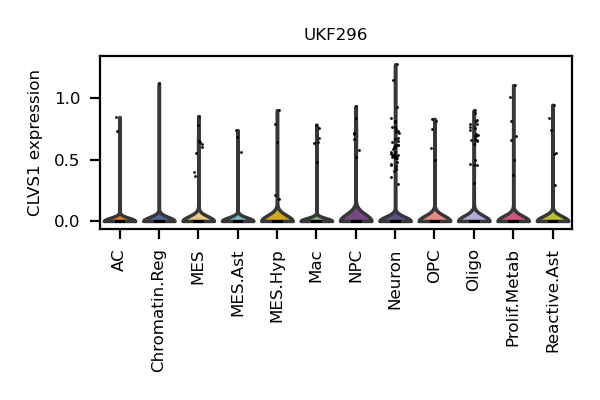 UKF296
CLVS1 expression
1.0
0.5
0.0
AC
Chromatin.Reg
MES
MES.Ast
MES.Hyp
Mac
NPC
Neuron
OPC
Oligo
Prolif.Metab
Reactive.Ast